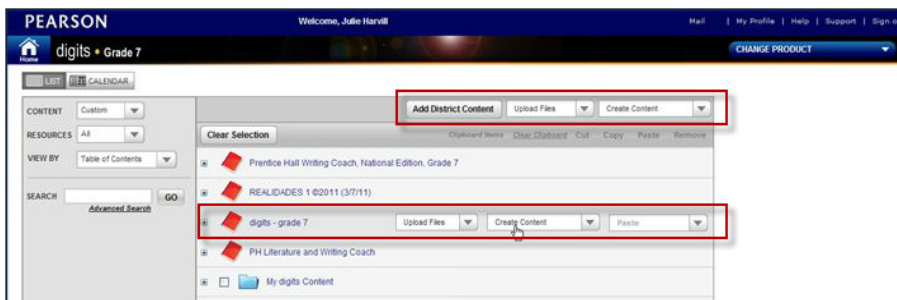 PEARSON Welcome, Julie Harvill Mail | My Profile | Help | Support | Sign o
Home digits • Grade 7 CHANGE PRODUCT
LIST CALENDAR
CONTENT Custom Add District Content Upload Files Create Content
RESOURCES All Clear Selection Clipboard Items Clear Clipboard Cut Copy Paste Remove
VIEW BY Table of Contents Prentice Hall Writing Coach, National Edition, Grade 7
SEARCH GO REALIDADES 1 ©2011 (3/7/11)
Advanced Search
digits - grade 7 Upload Files Create Content Paste
PH Literature and Writing Coach
My digits Content